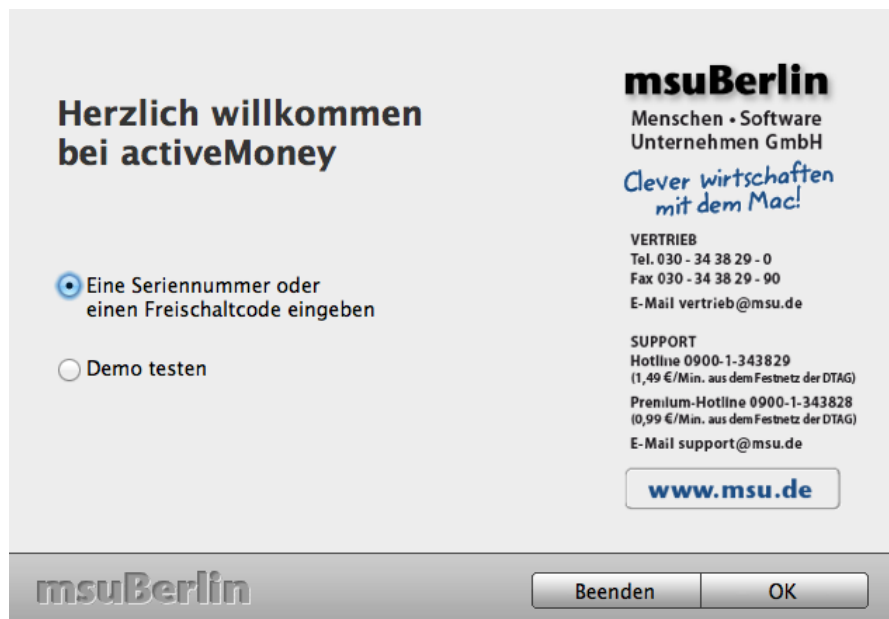 Herzlich willkommen
bei activeMoney
Eine Seriennummer oder
einen Freischaltcode eingeben
Demo testen
msuBerlin
Menschen • Software
Unternehmen GmbH
Clever wirtschaften
mit dem Mac!
VERTRIEB
Tel. 030 - 34 38 29 - 0
Fax 030 - 34 38 29 - 90
E-Mail vertrieb@msu.de
SUPPORT
Hotline 0900-1-343829
(1,49 €/Min. aus dem Festnetz der DTAG)
Premium-Hotline 0900-1-343828
(0,99 €/Min. aus dem Festnetz der DTAG)
E-Mail support@msu.de
www.msu.de
msuBerlin
Beenden
OK